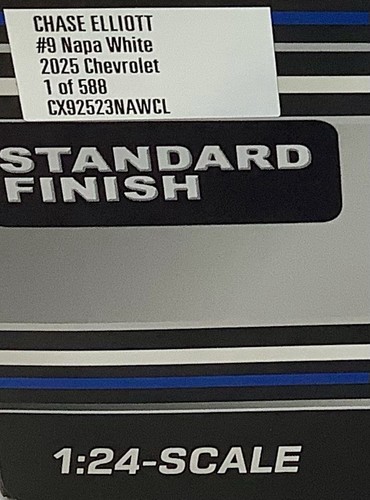 CHASE ELLIOTT
#9 Napa White
2025 Chevrolet
1 of 588
CX92523NAWCL
STANDARD
FINISH
1:24-SCALE